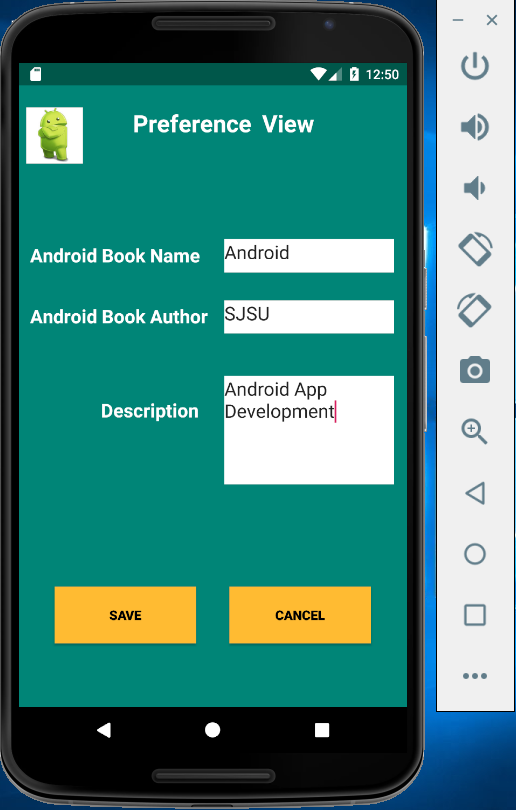 12:50
Preference View
Android Book Name
Android
Android Book Author
SJSU
Description
Android App
Development
SAVE
CANCEL